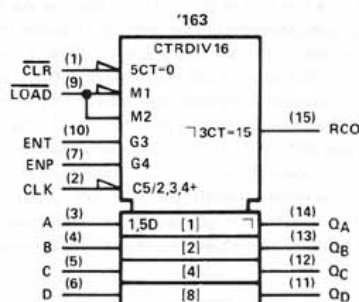 '163
CTRDIV16
CLR (1) 5CT=0
LOAD (9) M1
M2
ENT (10) G3 ┐3CT=15 (15) RCO
ENP (7) G4
CLK (2) C5/2,3,4+
A (3) 1,5D [1] ┐ (14) QA
B (4) [2] (13) QB
C (5) [4] (12) QC
D (6) [8] (11) QD